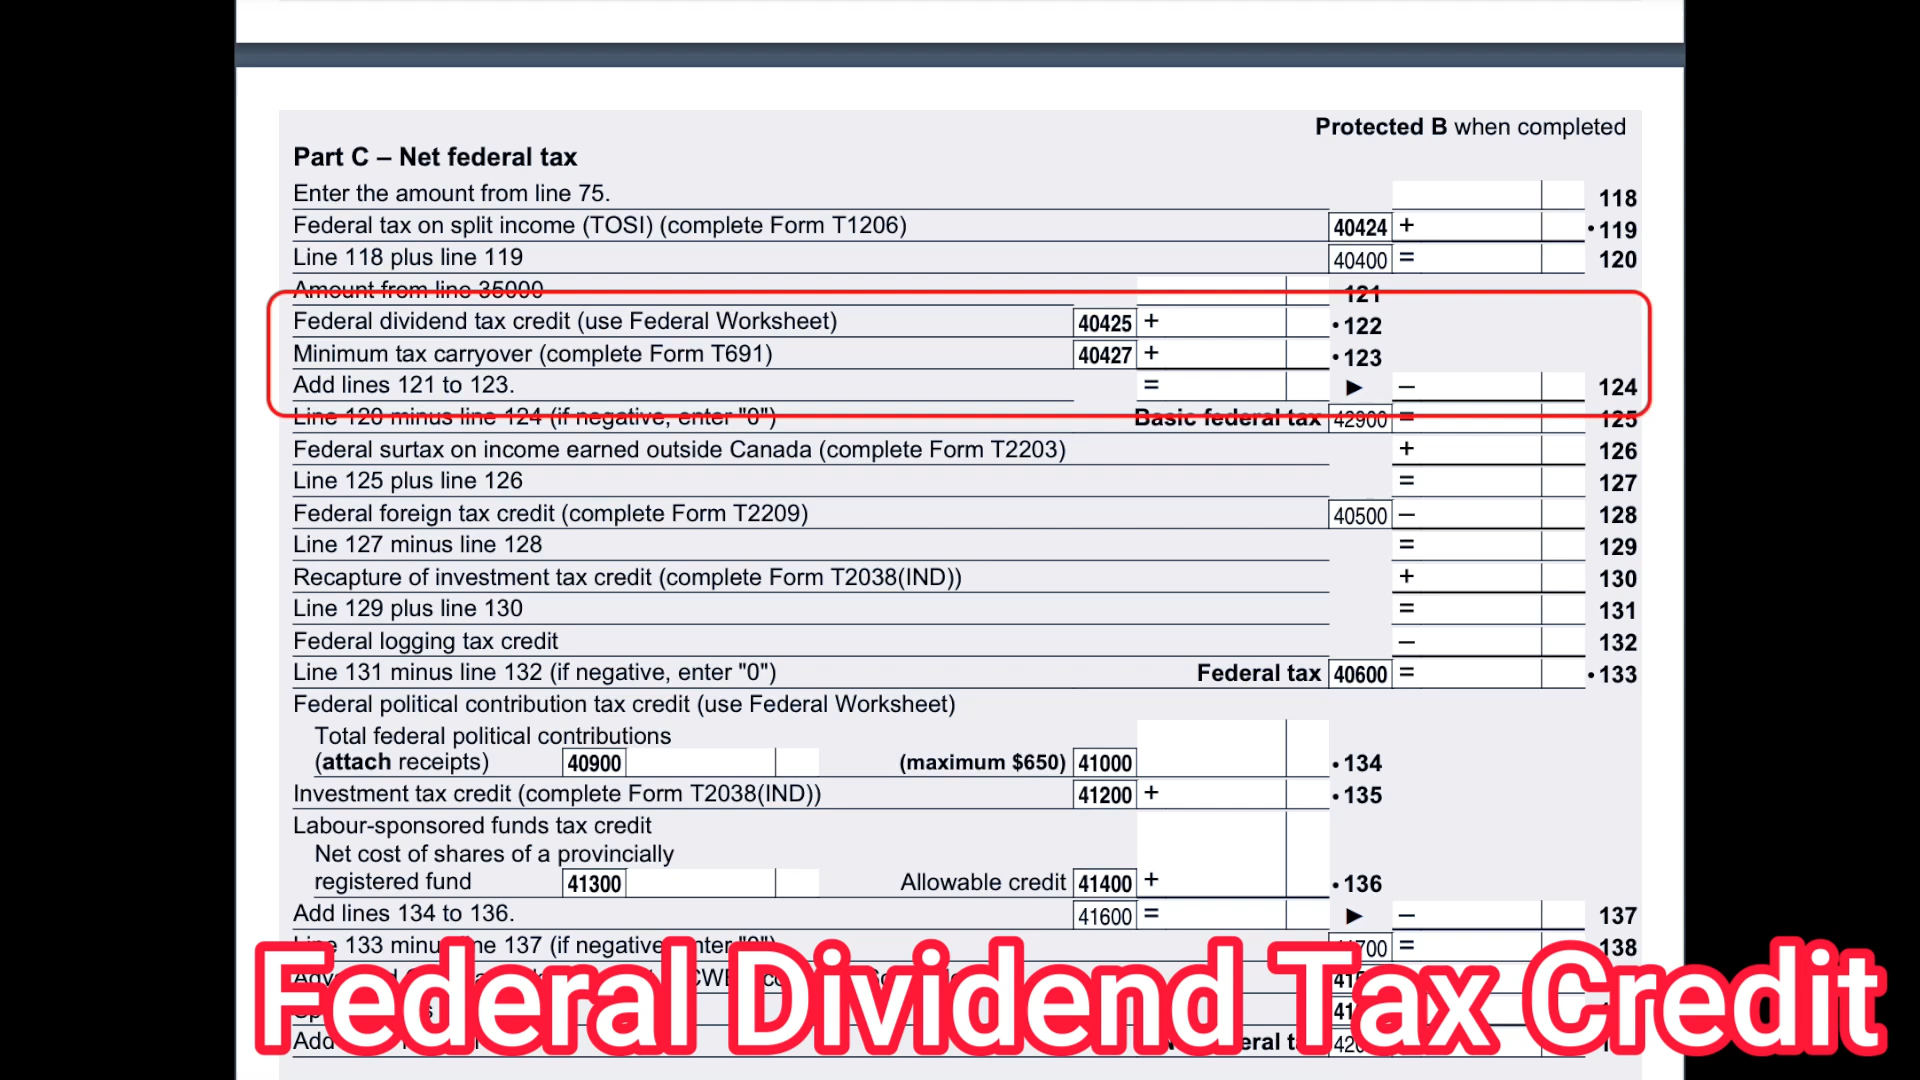 Protected B when completed
Part C – Net federal tax
Enter the amount from line 75. 118
Federal tax on split income (TOSI) (complete Form T1206) 40424 + •119
Line 118 plus line 119 40400 = 120
Amount from line 35000 121
Federal dividend tax credit (use Federal Worksheet) 40425 + •122
Minimum tax carryover (complete Form T691) 40427 + •123
Add lines 121 to 123. = ► – 124
Line 120 minus line 124 (if negative, enter "0") Basic federal tax 42900 = 125
Federal surtax on income earned outside Canada (complete Form T2203) + 126
Line 125 plus line 126 = 127
Federal foreign tax credit (complete Form T2209) 40500 – 128
Line 127 minus line 128 = 129
Recapture of investment tax credit (complete Form T2038(IND)) + 130
Line 129 plus line 130 = 131
Federal logging tax credit – 132
Line 131 minus line 132 (if negative, enter "0") Federal tax 40600 = •133
Federal political contribution tax credit (use Federal Worksheet)
Total federal political contributions
(attach receipts) 40900 (maximum $650) 41000 •134
Investment tax credit (complete Form T2038(IND)) 41200 + •135
Labour-sponsored funds tax credit
Net cost of shares of a provincially
registered fund 41300 Allowable credit 41400 + •136
Add lines 134 to 136. 41600 = ► – 137
133 137 (if negative = 138
Add
Federal Dividend Tax Credit